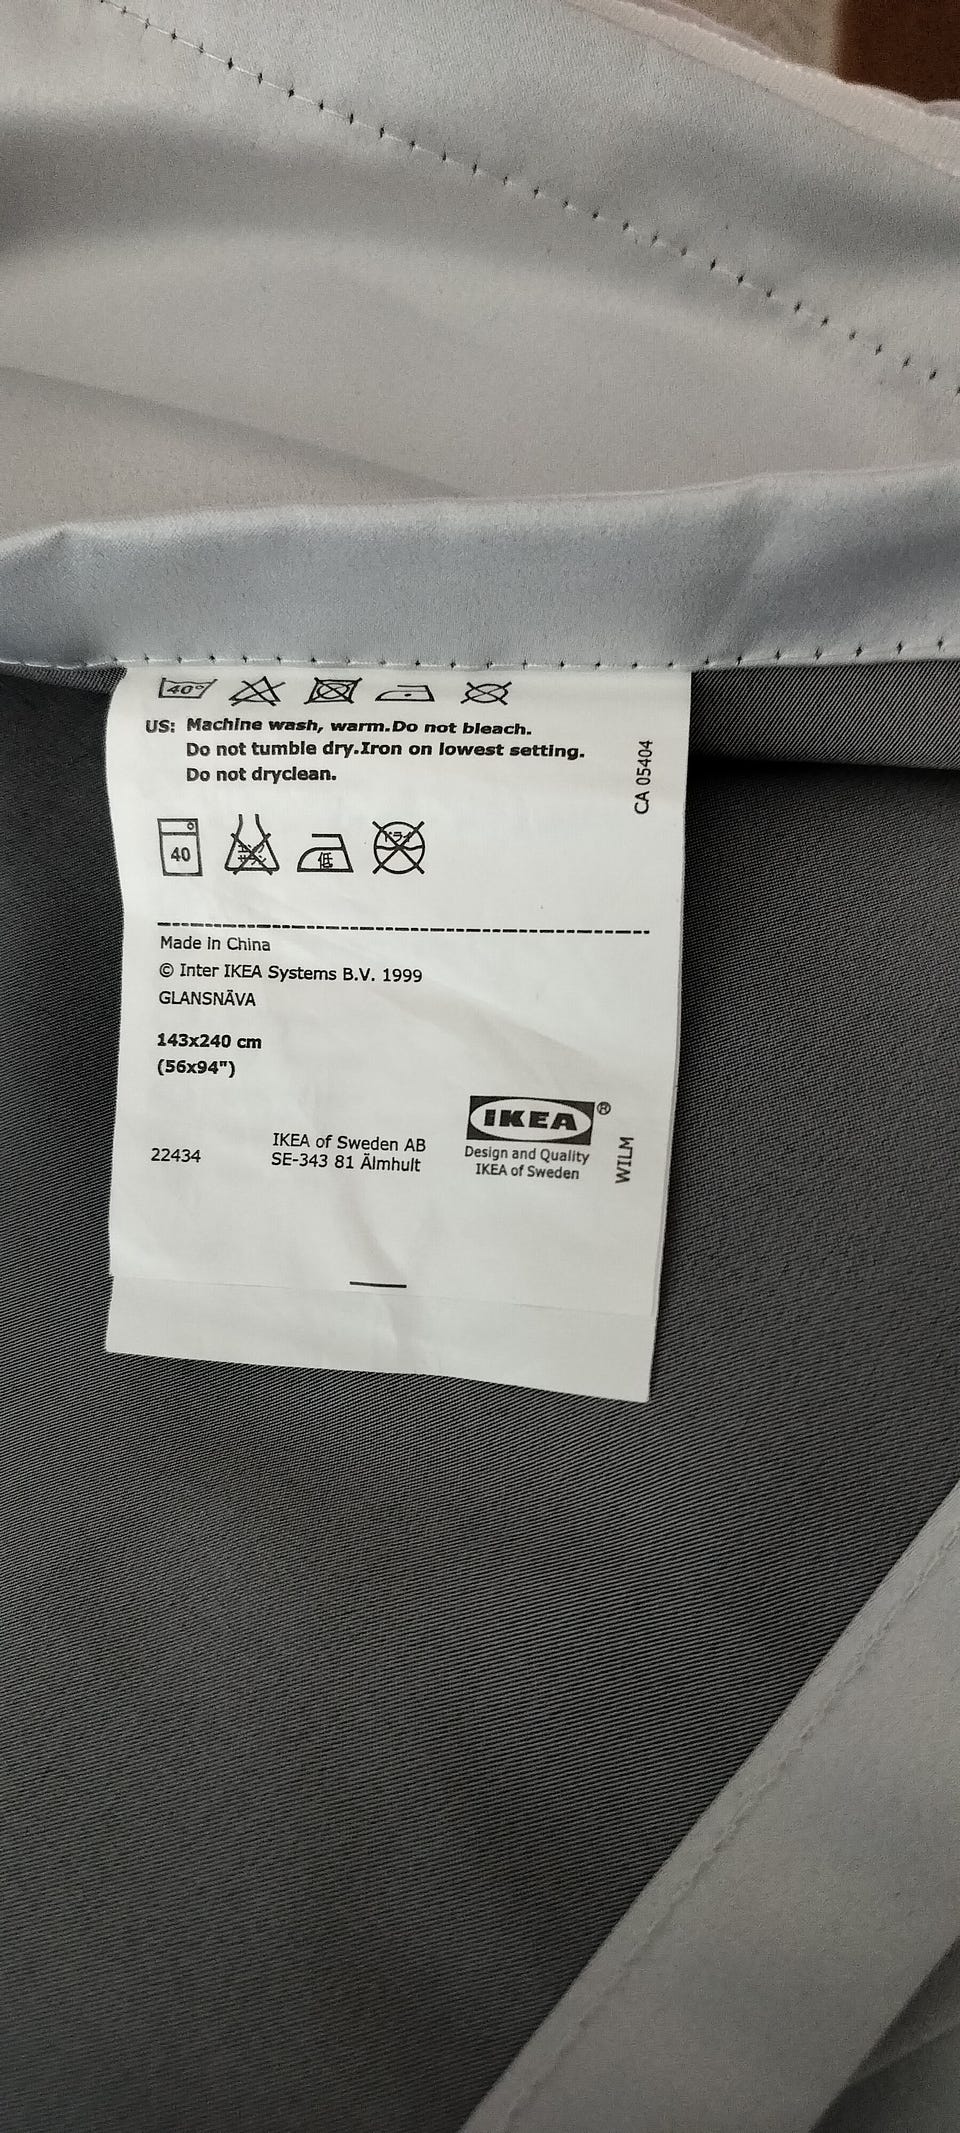 40°
US: Machine wash, warm.Do not bleach.
Do not tumble dry.Iron on lowest setting.
Do not dryclean.
CA 05404
40
低
Made in China
© Inter IKEA Systems B.V. 1999
GLANSNÄVA
143x240 cm
(56x94")
22434
IKEA of Sweden AB
SE-343 81 Älmhult
IKEA®
Design and Quality
IKEA of Sweden
WILM